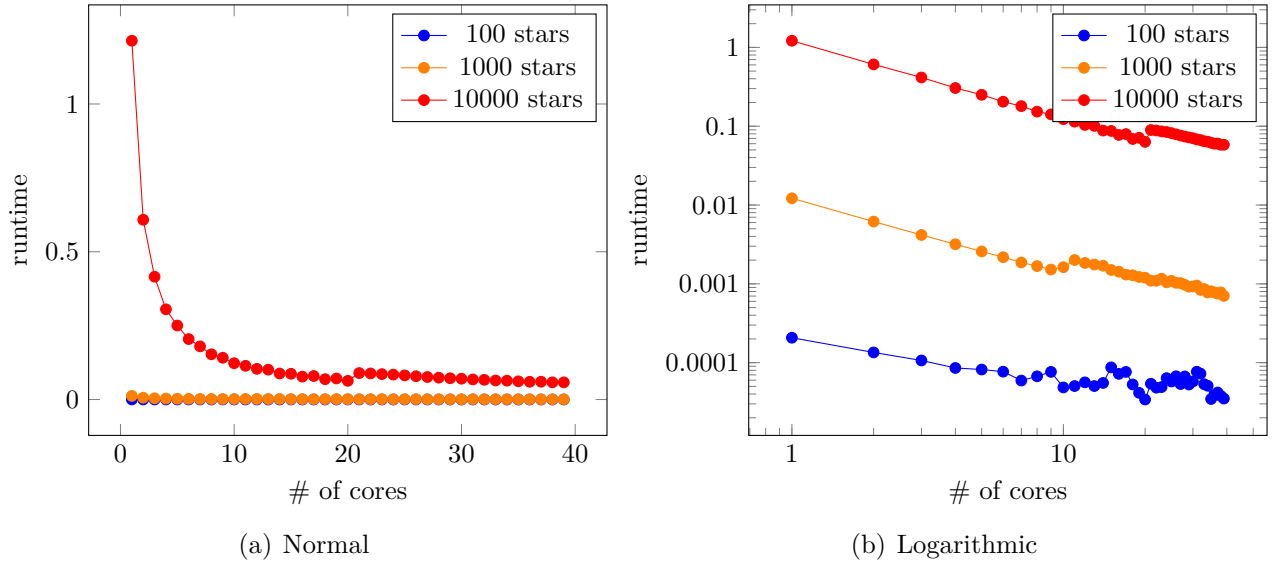 100 stars
1000 stars
10000 stars
1
0.5
0
runtime
0
10
20
30
40
# of cores
(a) Normal
100 stars
1000 stars
10000 stars
1
0.1
0.01
0.001
0.0001
runtime
1
10
# of cores
(b) Logarithmic